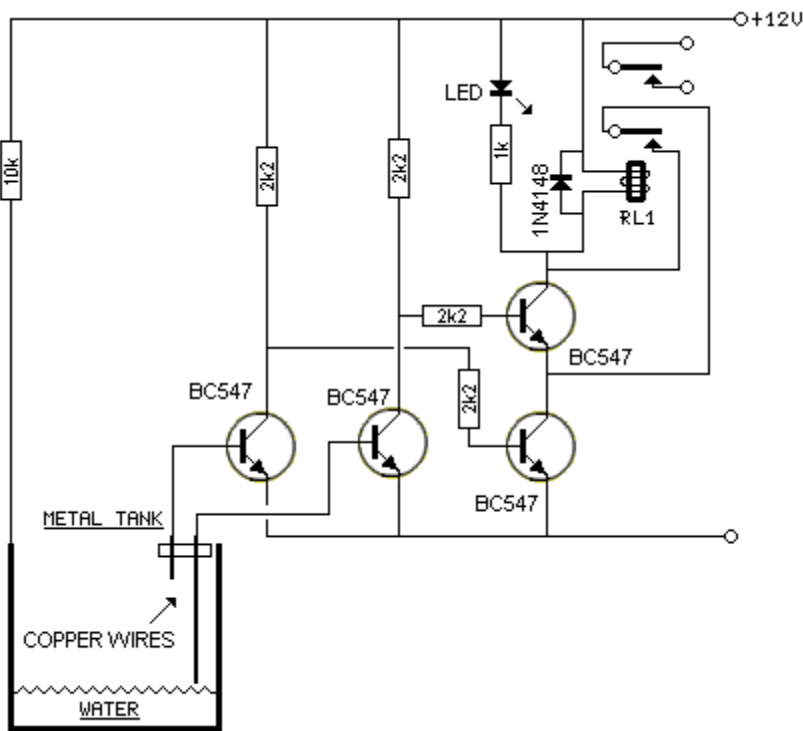 +12V
LED
10k
2k2
2k2
1k
1N4148
RL1
2k2
BC547
BC547
BC547
2k2
BC547
METAL TANK
COPPER WIRES
WATER